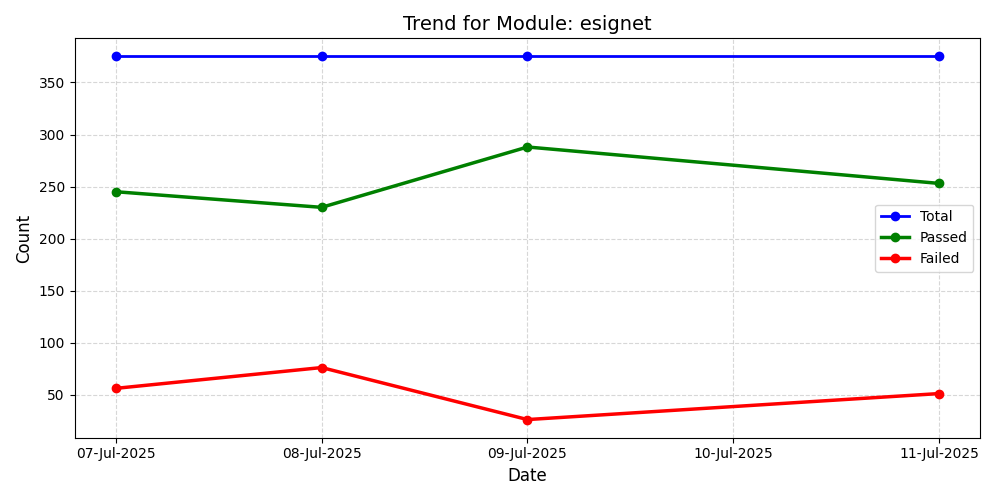 Trend for Module: esignet
Count
350
300
250
200
150
100
50
Total
Passed
Failed
07-Jul-2025 08-Jul-2025 09-Jul-2025 10-Jul-2025 11-Jul-2025
Date